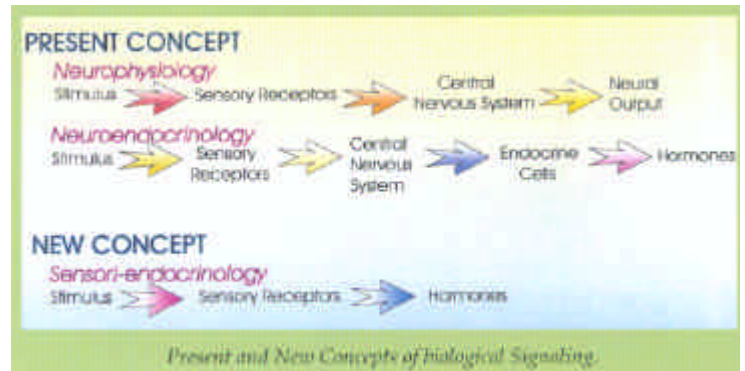 PRESENT CONCEPT
Neurophysiology
Stimulus Sensory Receptors Central Nervous System Neural Output
Neuroendocrinology
Stimulus Sensory Receptors Central Nervous System Endocrine Cells Hormones
NEW CONCEPT
Sensori-endocrinology
Stimulus Sensory Receptors Hormones
Present and New Concepts of biological Signaling.